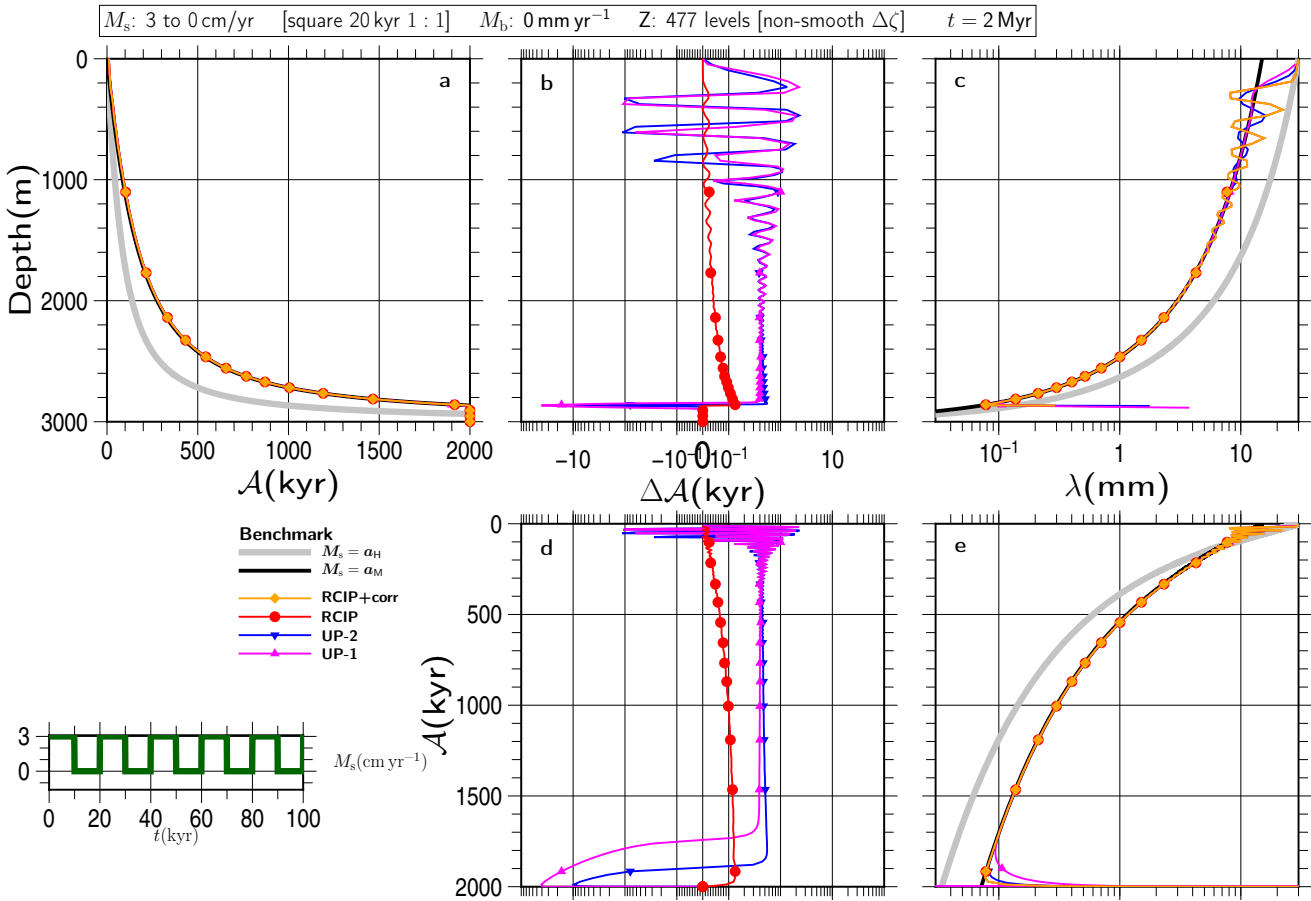 Mₛ: 3 to 0 cm/yr [square 20 kyr 1 : 1] M_b: 0 mm yr⁻¹ Z: 477 levels [non-smooth Δζ] t = 2 Myr
a
b
c
0
1000
2000
3000
Depth(m)
0 500 1000 1500 2000
𝒜(kyr)
−10 −10⁻¹ 0 10⁻¹ 10
Δ𝒜(kyr)
10⁻¹ 1 10
λ(mm)
Benchmark
Mₛ = a_H
Mₛ = a_M
RCIP+corr
RCIP
UP-2
UP-1
d
e
0
500
1000
1500
2000
𝒜(kyr)
3
0
Mₛ(cm yr⁻¹)
0 20 40 60 80 100
t(kyr)